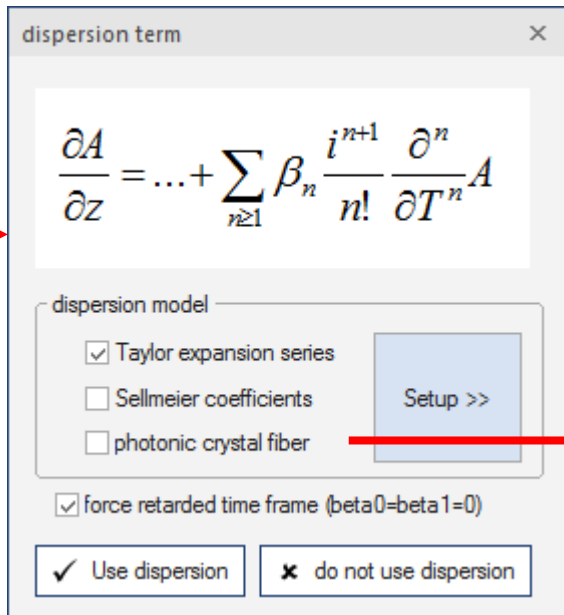 dispersion term ×
∂A/∂z = ... + ∑_{n≥1} β_n i^{n+1}/n! ∂^n/∂T^n A
dispersion model
Taylor expansion series
Sellmeier coefficients
Setup >>
photonic crystal fiber
force retarded time frame (beta0=beta1=0)
✓ Use dispersion
✖ do not use dispersion